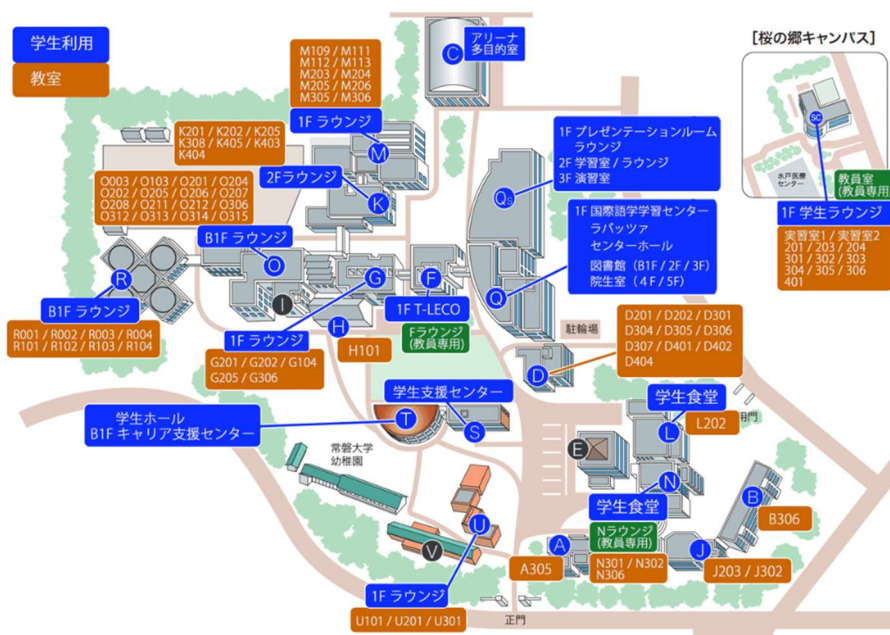 学生利用
教室
M109 / M111
M112 / M113
M203 / M204
M205 / M206
M305 / M306
1F ラウンジ
M
アリーナ
多目的室
C
[桜の郷キャンパス]
SC
水戸医療
センター
教員室
(教員専用)
1F 学生ラウンジ
実習室1 / 実習室2
201 / 203 / 204
301 / 302 / 303
304 / 305 / 306
401
K201 / K202 / K205
K308 / K405 / K403
K404
2Fラウンジ
K
1F プレゼンテーションルーム
ラウンジ
2F 学習室 / ラウンジ
3F 演習室
QS
1F 国際語学学習センター
ラバッツァ
センターホール
図書館（B1F / 2F / 3F）
院生室（4F / 5F）
Q
O003 / O103 / O201 / O204
O202 / O205 / O206 / O207
O208 / O211 / O212 / O306
O312 / O313 / O314 / O315
B1F ラウンジ
O
R
B1F ラウンジ
R001 / R002 / R003 / R004
R101 / R102 / R103 / R104
I
G
1F ラウンジ
G201 / G202 / G104
G205 / G306
H
H101
F
1F T-LECO
Fラウンジ
(教員専用)
駐輪場
D201 / D202 / D301
D304 / D305 / D306
D307 / D401 / D402
D404
D
学生支援センター
S
T
学生ホール
B1F キャリア支援センター
常磐大学
幼稚園
学生食堂
L
L202
用門
E
N
学生食堂
Nラウンジ
(教員専用)
N301 / N302
N306
B
B306
A
A305
J
J203 / J302
U
V
1F ラウンジ
U101 / U201 / U301
正門